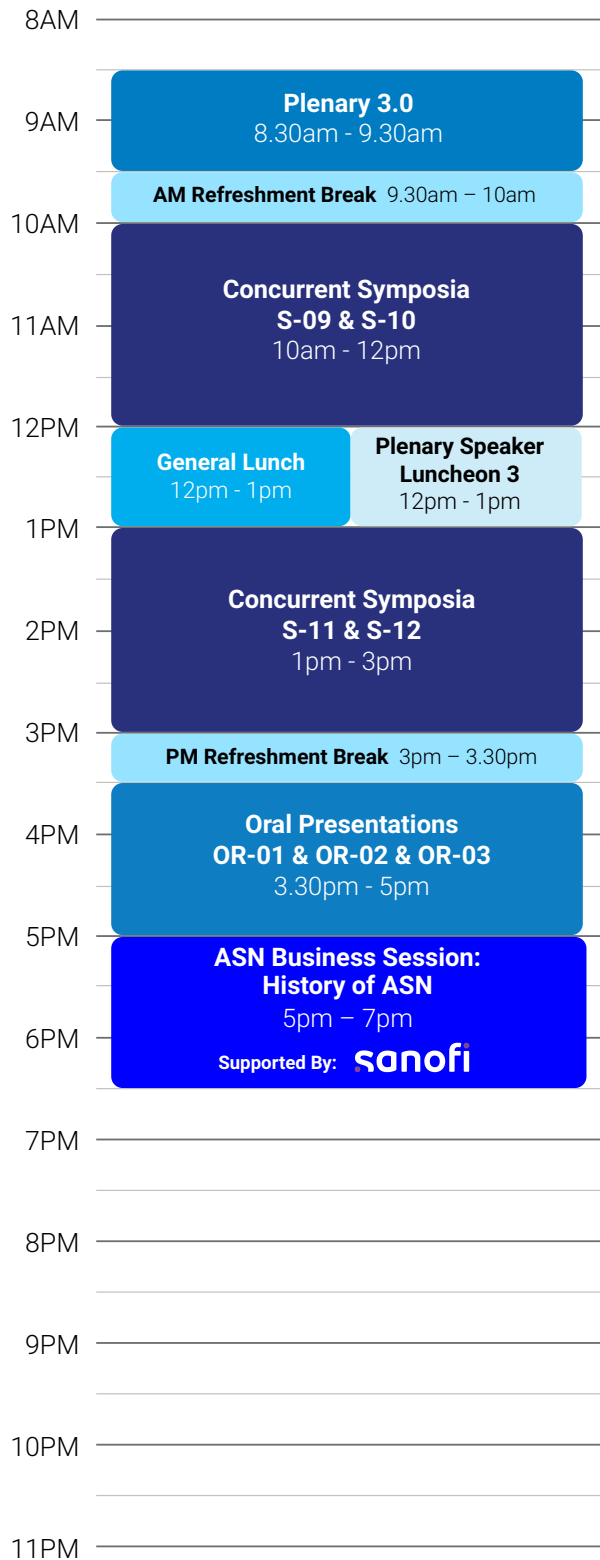 8AM
Plenary 3.0
9AM
8.30am - 9.30am
AM Refreshment Break 9.30am – 10am
10AM
Concurrent Symposia
S-09 & S-10
11AM
10am - 12pm
12PM
General Lunch
12pm - 1pm
Plenary Speaker
Luncheon 3
12pm - 1pm
1PM
Concurrent Symposia
S-11 & S-12
2PM
1pm - 3pm
3PM
PM Refreshment Break 3pm – 3.30pm
Oral Presentations
4PM
OR-01 & OR-02 & OR-03
3.30pm - 5pm
5PM
ASN Business Session:
History of ASN
5pm – 7pm
6PM
Supported By: sanofi
7PM
8PM
9PM
10PM
11PM